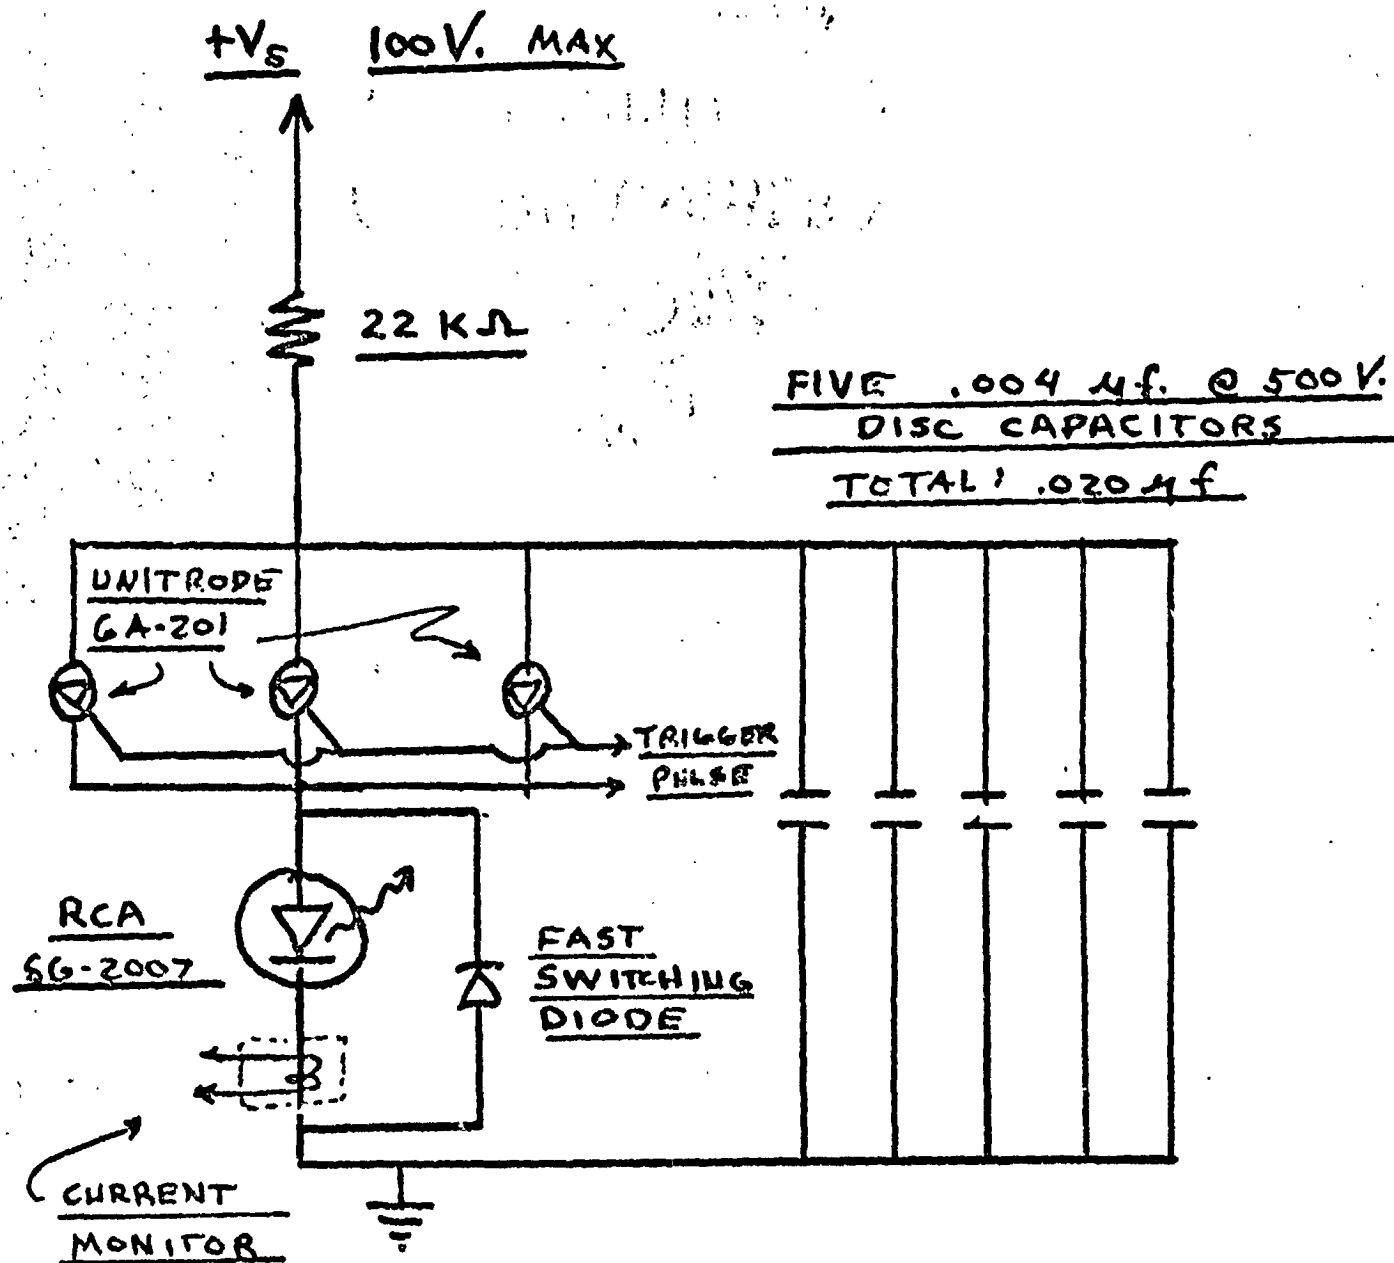 +Vs 100V. MAX
22 KΩ
FIVE .004 μf. @ 500V.
DISC CAPACITORS
TOTAL: .020 μf
UNITRODE
GA-201
TRIGGER
PULSE
RCA
SG-2007
FAST
SWITCHING
DIODE
CURRENT
MONITOR